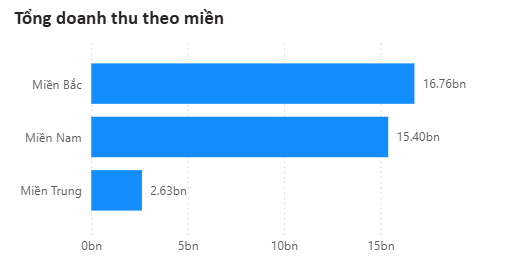 Tổng doanh thu theo miền
Miền Bắc 16.76bn
Miền Nam 15.40bn
Miền Trung 2.63bn
0bn 5bn 10bn 15bn